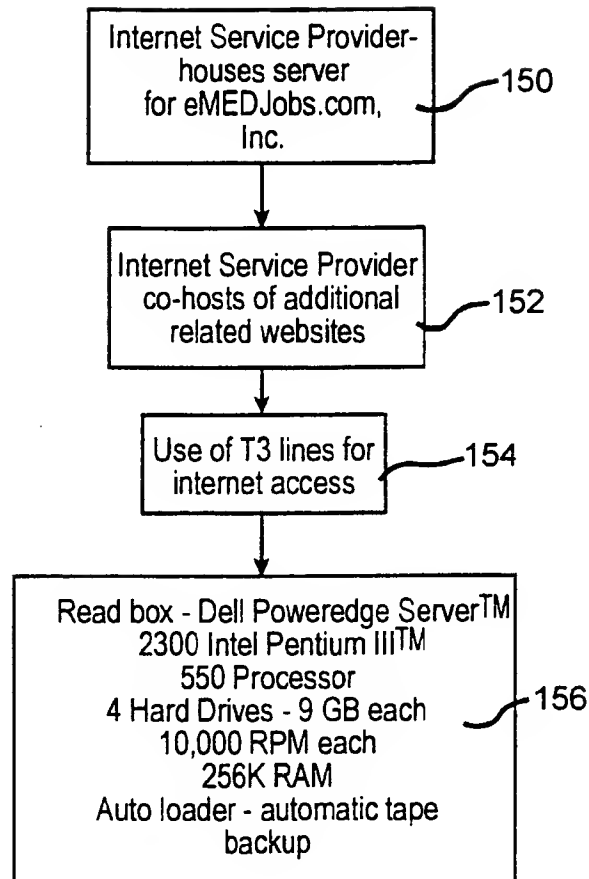 Internet Service Provider-
houses server
for eMEDJobs.com,
Inc.
150
Internet Service Provider
co-hosts of additional
related websites
152
Use of T3 lines for
internet access
154
Read box - Dell Poweredge Server™
2300 Intel Pentium III™
550 Processor
4 Hard Drives - 9 GB each
10,000 RPM each
256K RAM
Auto loader - automatic tape
backup
156